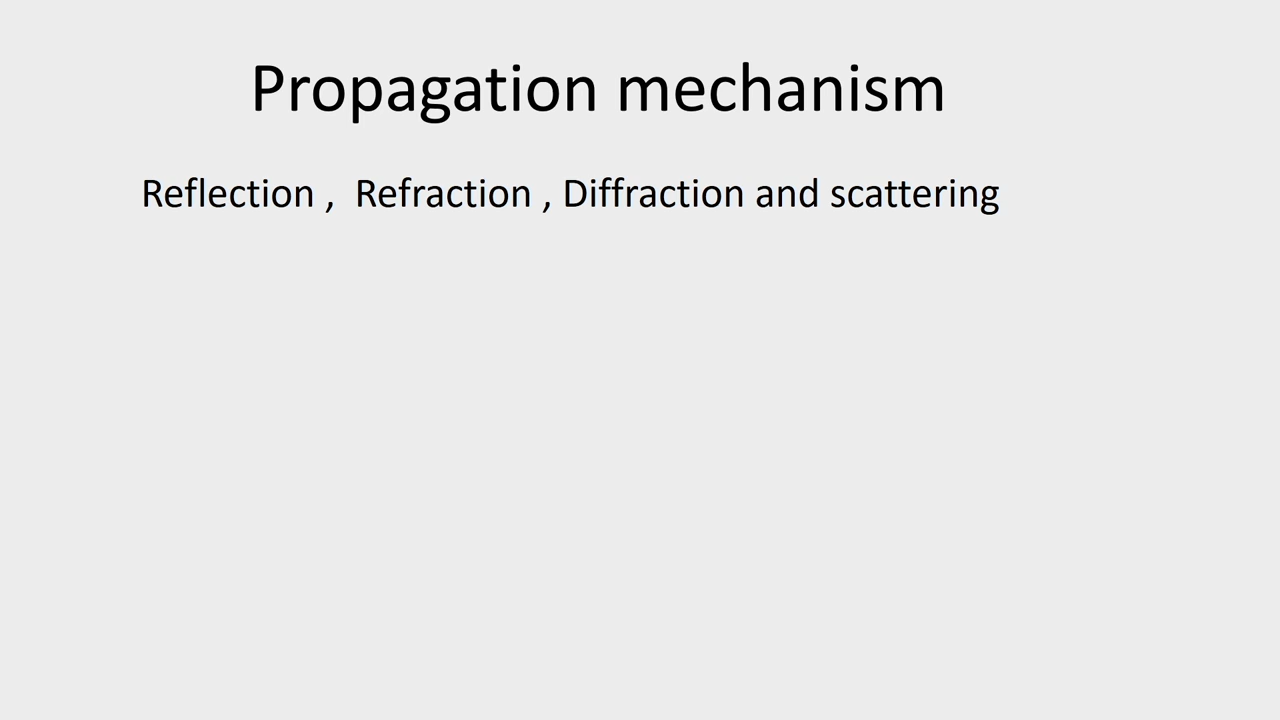 Propagation mechanism
Reflection ,  Refraction , Diffraction and scattering